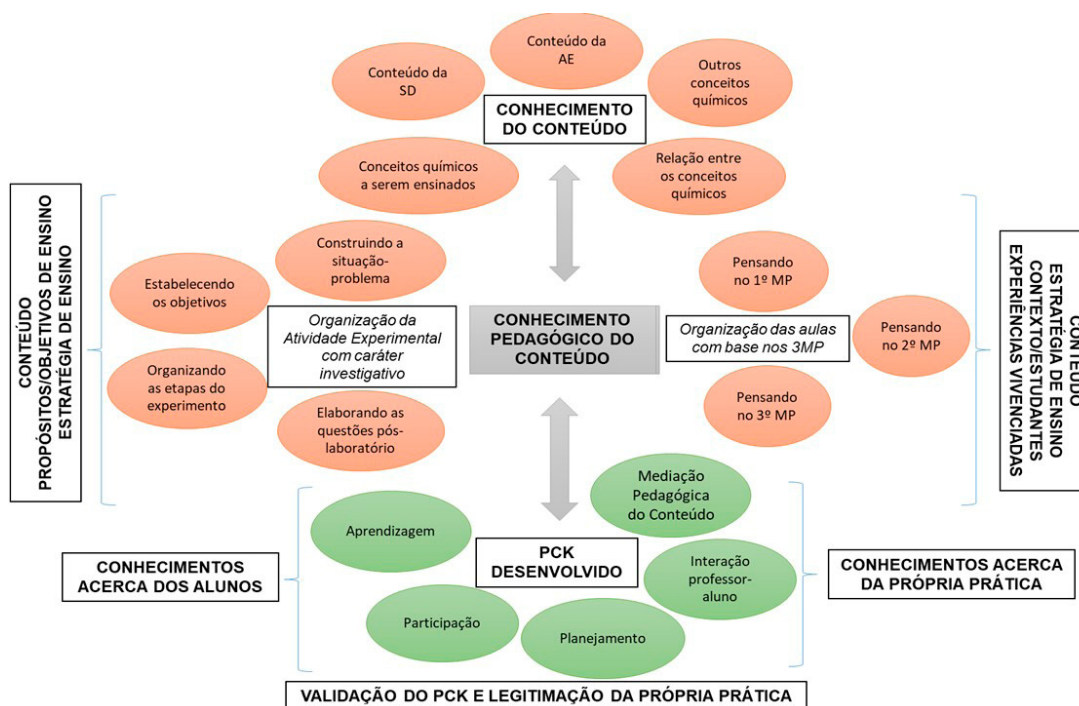 Conteúdo da
AE
Conteúdo da
SD
Outros
conceitos
químicos
CONHECIMENTO
DO CONTEÚDO
Conceitos químicos
a serem ensinados
Relação entre
os conceitos
químicos
CONTEÚDO
PROPÓSITOS/OBJETIVOS DE ENSINO
ESTRATÉGIA DE ENSINO
Construindo a
situação-
problema
Estabelecendo
os objetivos
Organização da
Atividade Experimental
com caráter
investigativo
Organizando
as etapas do
experimento
Elaborando as
questões pós-
laboratório
CONHECIMENTO
PEDAGÓGICO DO
CONTEÚDO
Pensando
no 1º MP
Organização das aulas
com base nos 3MP
Pensando
no 2º MP
Pensando
no 3º MP
CONTEÚDO
ESTRATÉGIA DE ENSINO
CONTEXTO/ESTUDANTES
EXPERIÊNCIAS VIVENCIADAS
Mediação
Pedagógica
do Conteúdo
Aprendizagem
PCK
DESENVOLVIDO
Interação
professor-
aluno
Participação
Planejamento
CONHECIMENTOS
ACERCA DOS ALUNOS
CONHECIMENTOS ACERCA
DA PRÓPRIA PRÁTICA
VALIDAÇÃO DO PCK E LEGITIMAÇÃO DA PRÓPRIA PRÁTICA